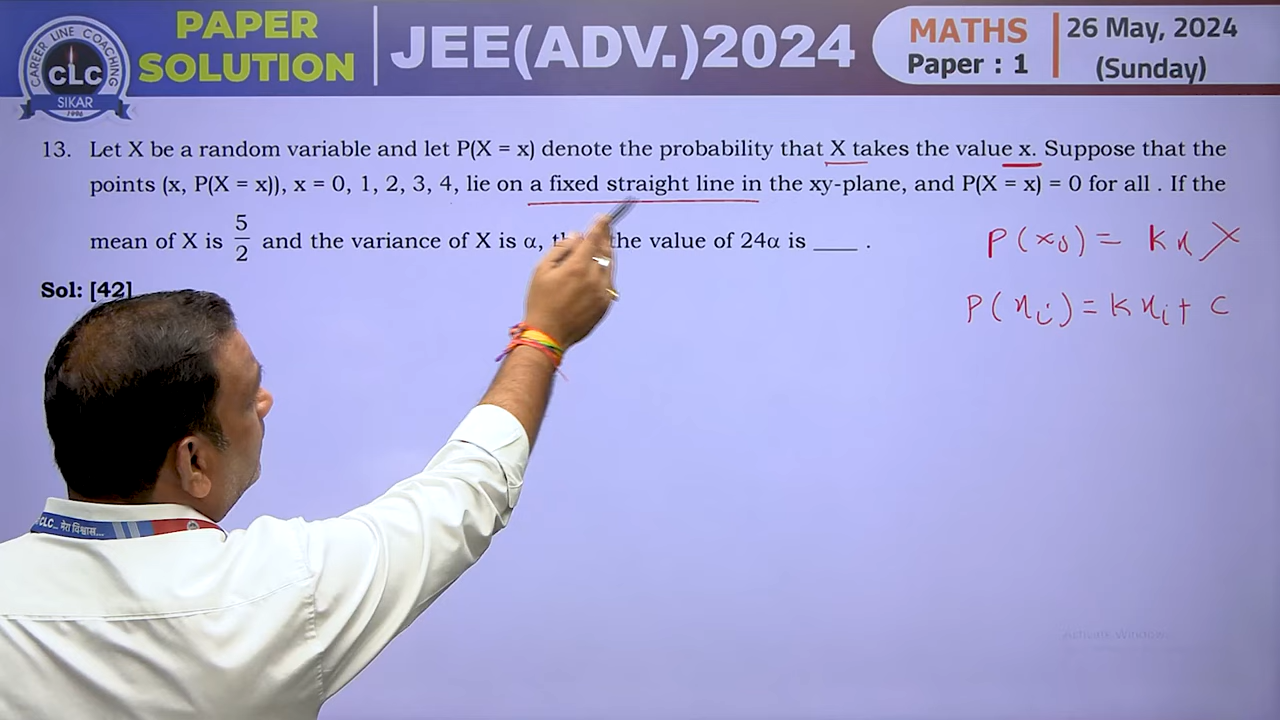 CAREER LINE COACHING
CLC
SIKAR
1996
PAPER
SOLUTION
JEE(ADV.)2024
MATHS
Paper : 1
26 May, 2024
(Sunday)
13. Let X be a random variable and let P(X = x) denote the probability that X takes the value x. Suppose that the
points (x, P(X = x)), x = 0, 1, 2, 3, 4, lie on a fixed straight line in the xy-plane, and P(X = x) = 0 for all . If the
mean of X is 5/2 and the variance of X is α, the value of 24α is ____ .
P(x) = kx
P(xi) = kxi + c
Sol: [42]
CLC... मेरा विश्वास...
Activate Windows